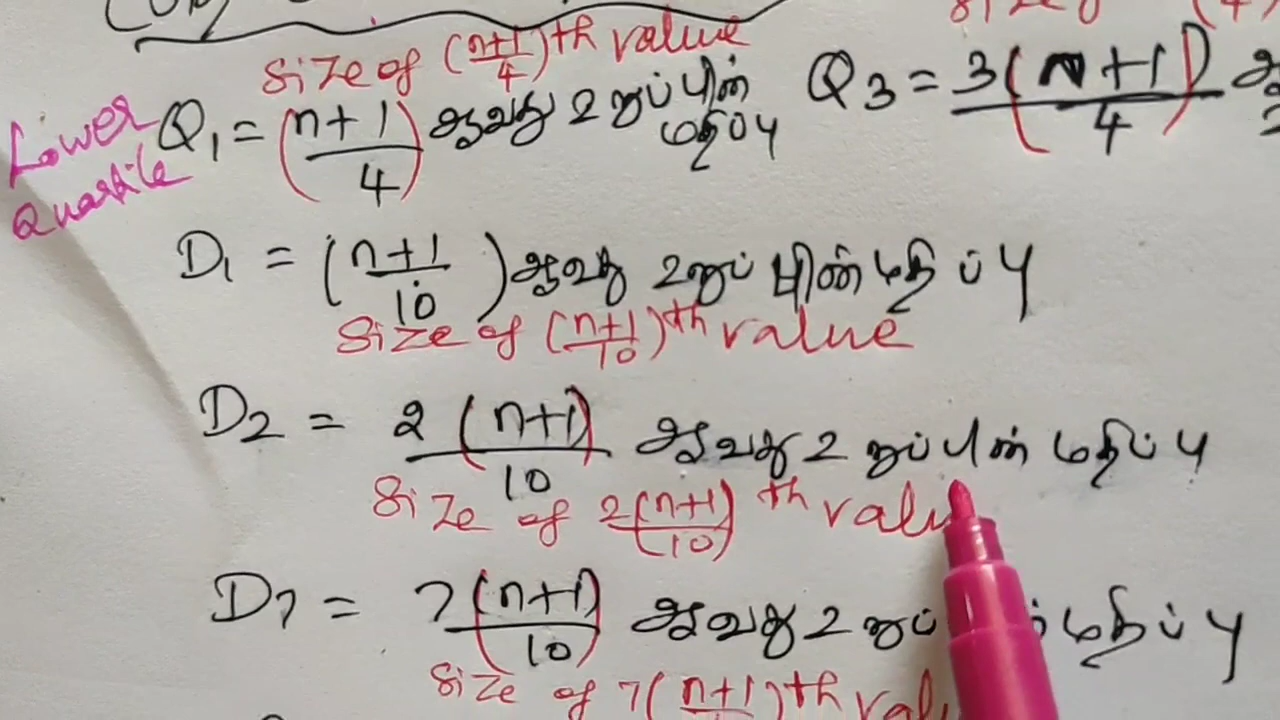 Size of (n+1/4)th value
Lower Quartile
Q1 = (n+1/4) ஆவது உறுப்பின் மதிப்பு
Q3 = 3(n+1)/4
D1 = (n+1/10) ஆவது உறுப்பின் மதிப்பு
Size of (n+1/10)th value
D2 = 2(n+1)/10 ஆவது உறுப்பின் மதிப்பு
Size of 2(n+1)/(10) th
D7 = 7(n+1)/10 ஆவது மதிப்பு
Size of 7(n+1)th